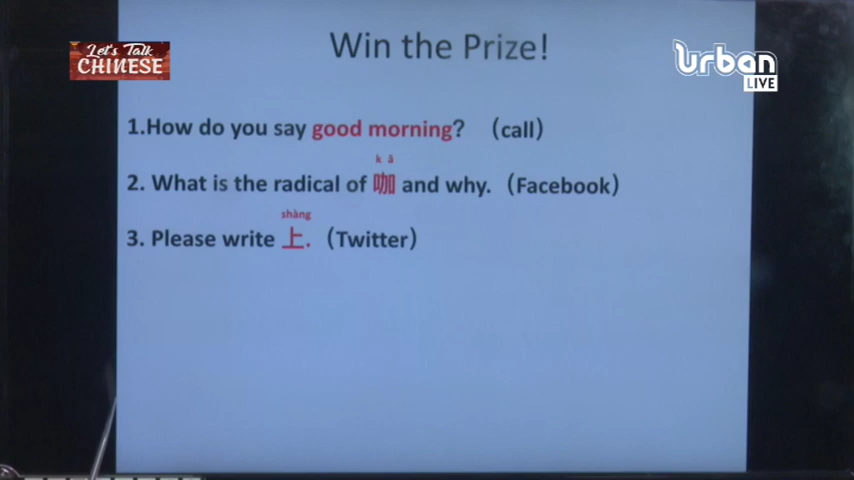 Let's Talk
CHINESE
Urban
LIVE
Win the Prize!
1.How do you say good morning? (call)
kā
2. What is the radical of 咖 and why. (Facebook)
shàng
3. Please write 上. (Twitter)